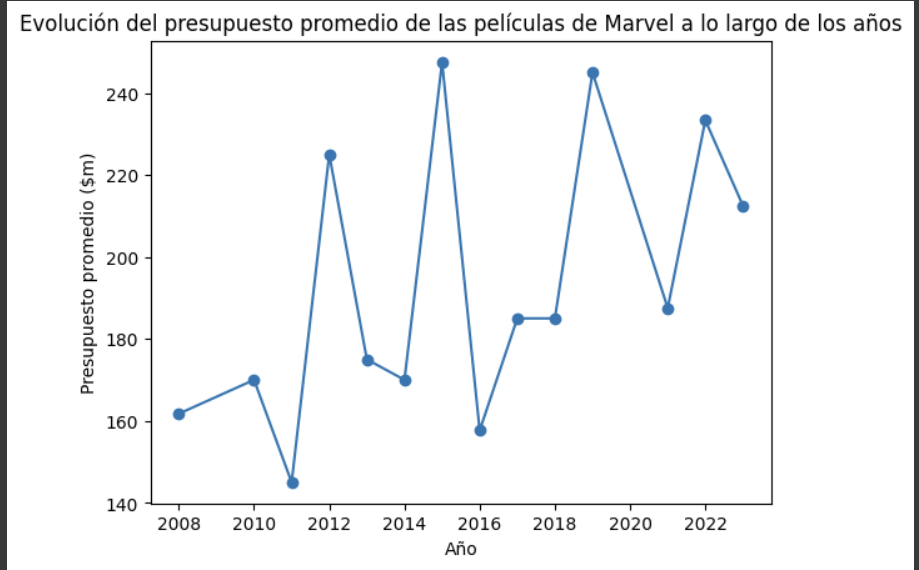 Evolución del presupuesto promedio de las películas de Marvel a lo largo de los años
240
220
200
180
160
140
Presupuesto promedio ($m)
2008 2010 2012 2014 2016 2018 2020 2022
Año